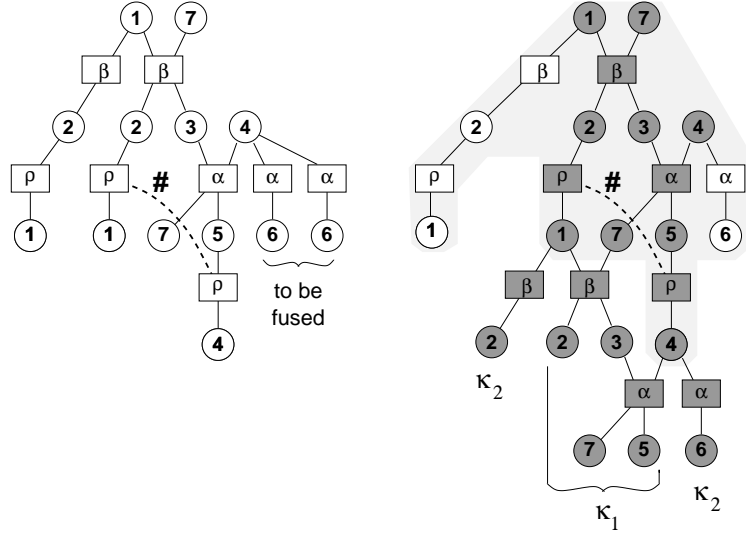 1 7
β β
2 2 3 4
#
ρ ρ α α α
1 1 7 5 6 6
ρ
to be
fused
4
1 7
β β
2 2 3 4
#
ρ ρ α α
1 1 7 5 6
β β ρ
2 2 3 4
κ₂
α α
7 5 6
κ₁ κ₂